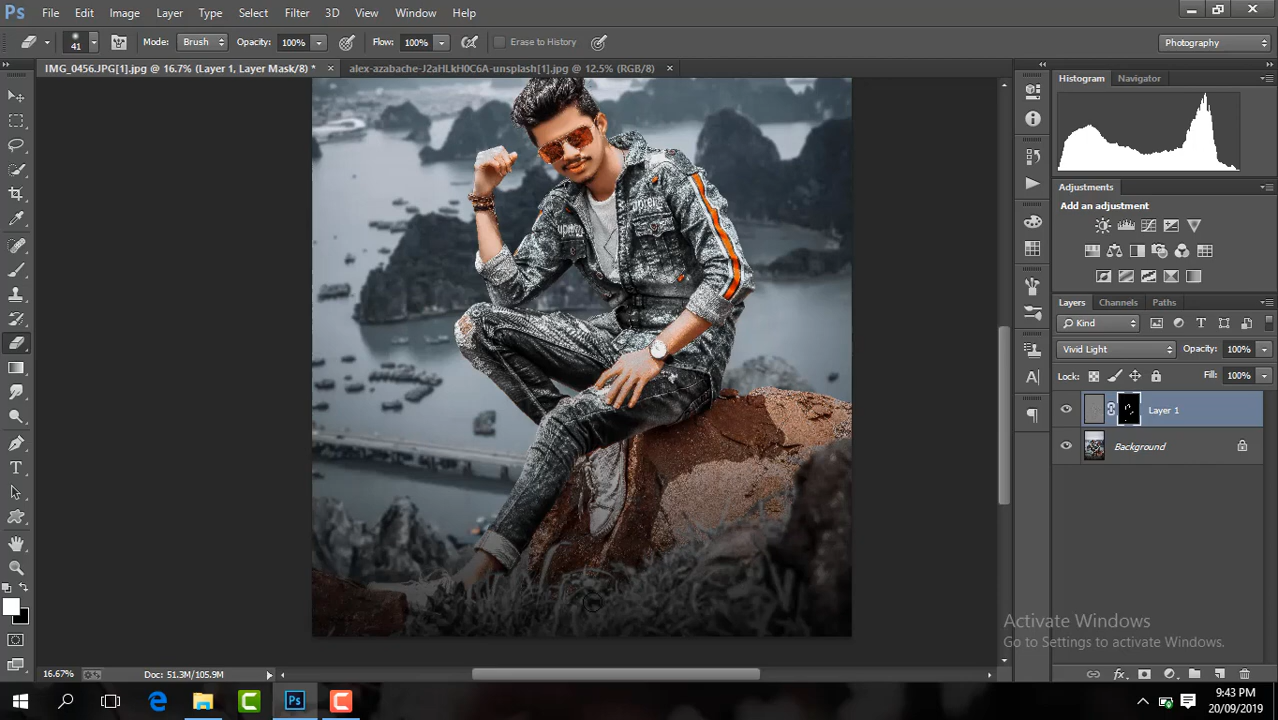 Ps File Edit Image Layer Type Select Filter 3D View Window Help
41 Mode: Brush Opacity: 100% Flow: 100% Erase to History Photography
IMG_0456.JPG[1].jpg @ 16.7% (Layer 1, Layer Mask/8) * × alex-azabache-J2aHLkH0C6A-unsplash[1].jpg @ 12.5% (RGB/8) ×
Histogram Navigator
Adjustments
Add an adjustment
Layers Channels Paths
Kind
Vivid Light Opacity: 100%
Lock: Fill: 100%
Layer 1
Background
Activate Windows
Go to Settings to activate Windows.
16.67% Doc: 51.3M/105.9M
Ps
9:43 PM
20/09/2019